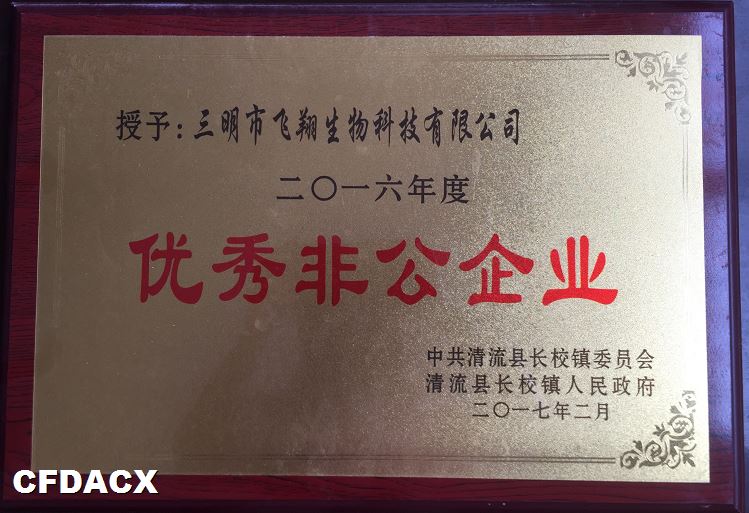 授予：三明市飞翔生物科技有限公司
二〇一六年度
优秀非公企业
中共清流县长校镇委员会
清流县长校镇人民政府
二〇一七年二月
CFDACX